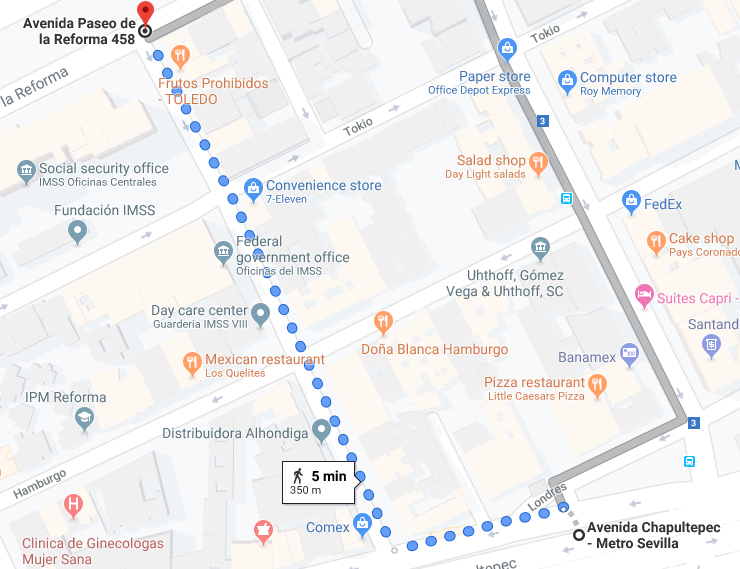 Avenida Paseo de
la Reforma 458
la Reforma
Frutos Prohibidos
- TOLEDO
Tokio
Paper store
Office Depot Express
Computer store
Roy Memory
3
Tokio
Salad shop
Day Light salads
Social security office
IMSS Oficinas Centrales
Convenience store
7-Eleven
FedEx
Fundación IMSS
Cake shop
Pays Coronado
Federal
government office
Oficinas del IMSS
Uhthoff, Gómez
Vega & Uhthoff, SC
Suites Capri -
Day care center
Guarderia IMSS VIII
Santand
Doña Blanca Hamburgo
Banamex
Mexican restaurant
Los Quelites
Pizza restaurant
Little Caesars Pizza
IPM Reforma
3
Distribuidora Alhondiga
5 min
350 m
Hamburgo
Londres
Comex
Avenida Chapultepec
- Metro Sevilla
Clinica de Ginecologas
Mujer Sana
ltepec